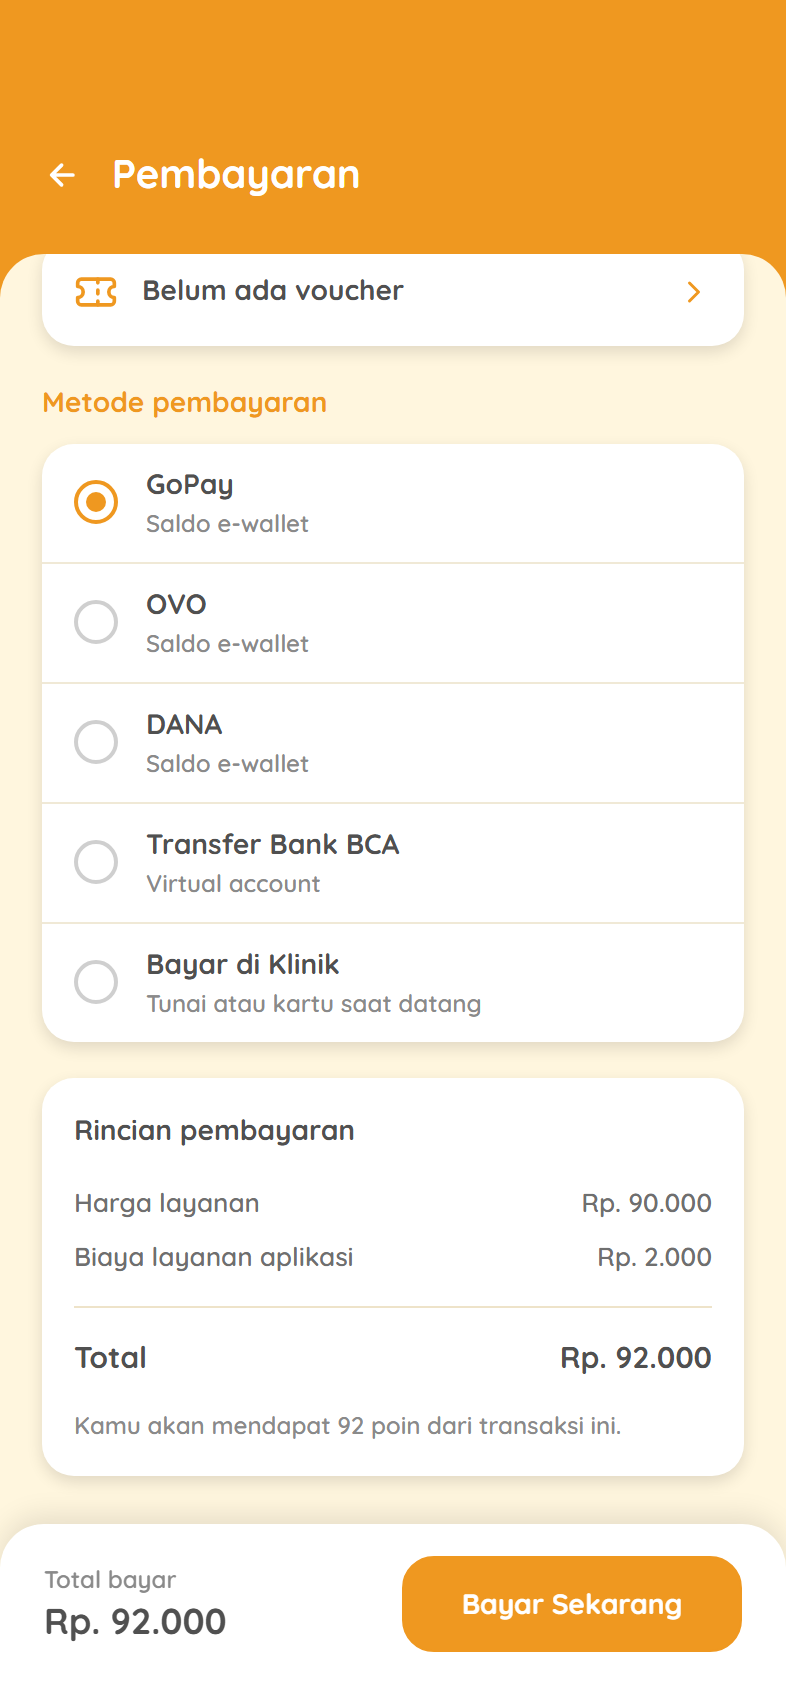 Pembayaran
Belum ada voucher
Metode pembayaran
GoPay
Saldo e-wallet
OVO
Saldo e-wallet
DANA
Saldo e-wallet
Transfer Bank BCA
Virtual account
Bayar di Klinik
Tunai atau kartu saat datang
Rincian pembayaran
Harga layanan Rp. 90.000
Biaya layanan aplikasi Rp. 2.000
Total Rp. 92.000
Kamu akan mendapat 92 poin dari transaksi ini.
Total bayar
Rp. 92.000
Bayar Sekarang